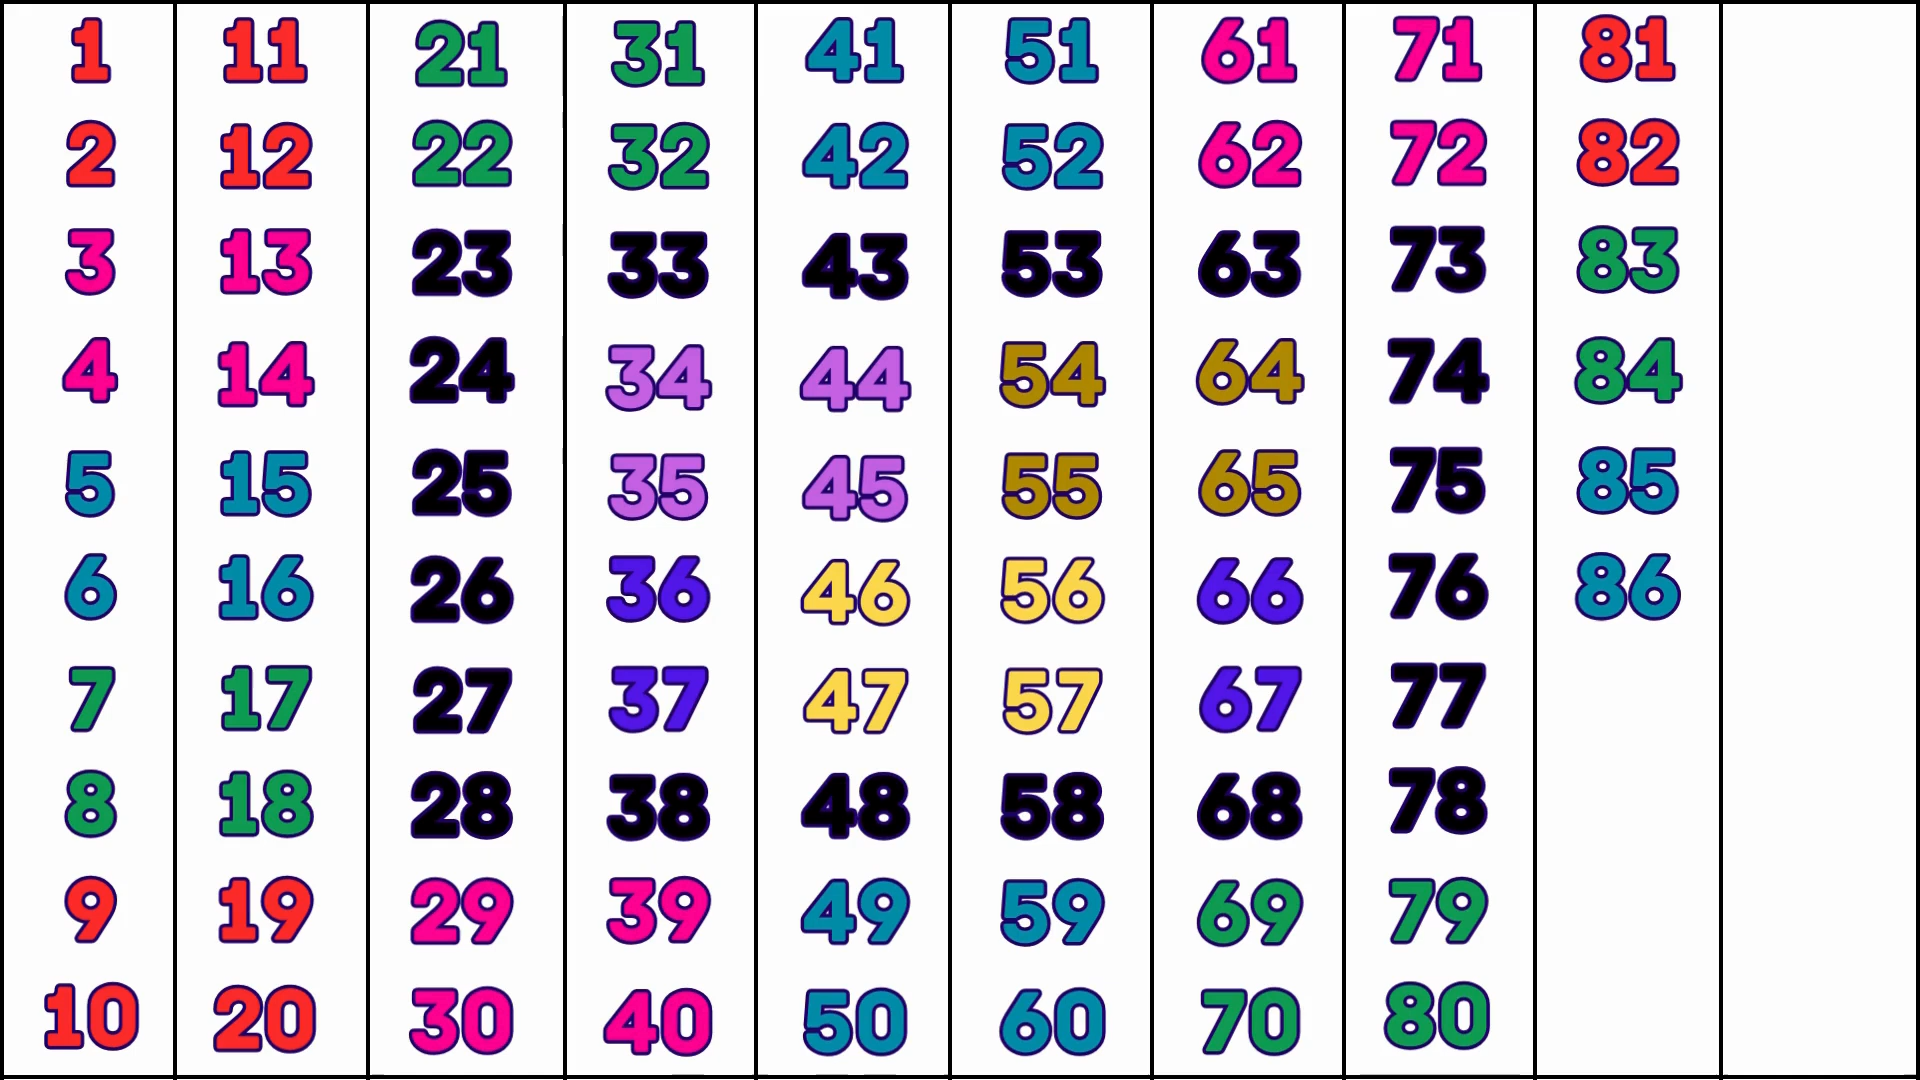 1 11 21 31 41 51 61 71 81
2 12 22 32 42 52 62 72 82
3 13 23 33 43 53 63 73 83
4 14 24 34 44 54 64 74 84
5 15 25 35 45 55 65 75 85
6 16 26 36 46 56 66 76 86
7 17 27 37 47 57 67 77
8 18 28 38 48 58 68 78
9 19 29 39 49 59 69 79
10 20 30 40 50 60 70 80